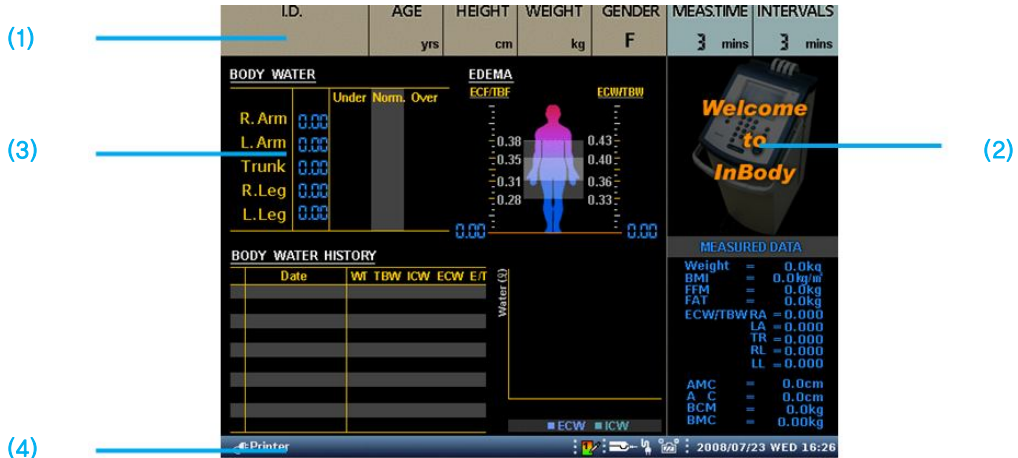 (1)
I.D. AGE HEIGHT WEIGHT GENDER MEAS.TIME INTERVALS
yrs cm kg F 3 mins 3 mins
BODY WATER
Under Norm. Over
R. Arm 0.00
L. Arm 0.00
Trunk 0.00
R.Leg 0.00
L.Leg 0.00
(3)
EDEMA
ECF/TBF ECW/TBW
0.38 0.43
0.35 0.40
0.31 0.36
0.28 0.33
0.00 0.00
Welcome
to
InBody
(2)
BODY WATER HISTORY
Date WT TBW ICW ECW E/T
Water (ℓ)
ECW ICW
MEASURED DATA
Weight = 0.0kg
BMI = 0.0kg/㎡
FFM = 0.0kg
FAT = 0.0kg
ECW/TBW RA = 0.000
LA = 0.000
TR = 0.000
RL = 0.000
LL = 0.000
AMC = 0.0cm
A C = 0.0cm
BCM = 0.0kg
BMC = 0.00kg
(4)
Printer 2008/07/23 WED 16:26